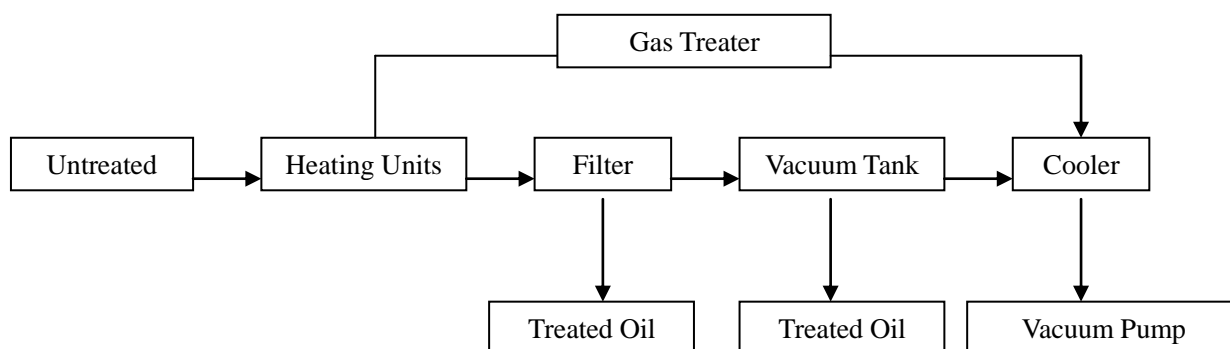 Gas Treater
Untreated
Heating Units
Filter
Vacuum Tank
Cooler
Treated Oil
Treated Oil
Vacuum Pump